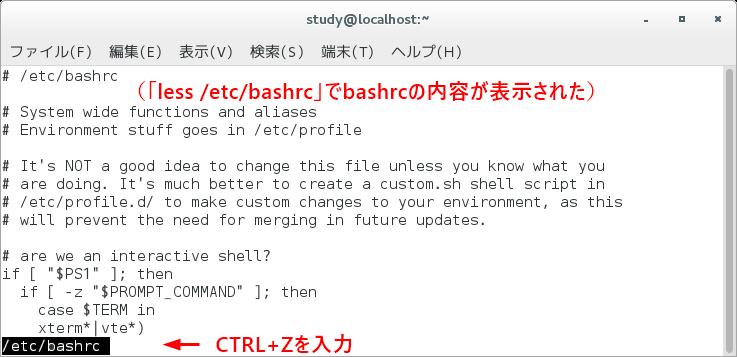 study@localhost:~
ファイル(F) 編集(E) 表示(V) 検索(S) 端末(T) ヘルプ(H)
# /etc/bashrc
（「less /etc/bashrc」でbashrcの内容が表示された）
# System wide functions and aliases
# Environment stuff goes in /etc/profile
# It's NOT a good idea to change this file unless you know what you
# are doing. It's much better to create a custom.sh shell script in
# /etc/profile.d/ to make custom changes to your environment, as this
# will prevent the need for merging in future updates.
# are we an interactive shell?
if [ "$PS1" ]; then
  if [ -z "$PROMPT_COMMAND" ]; then
    case $TERM in
    xterm*|vte*)
/etc/bashrc
CTRL+Zを入力